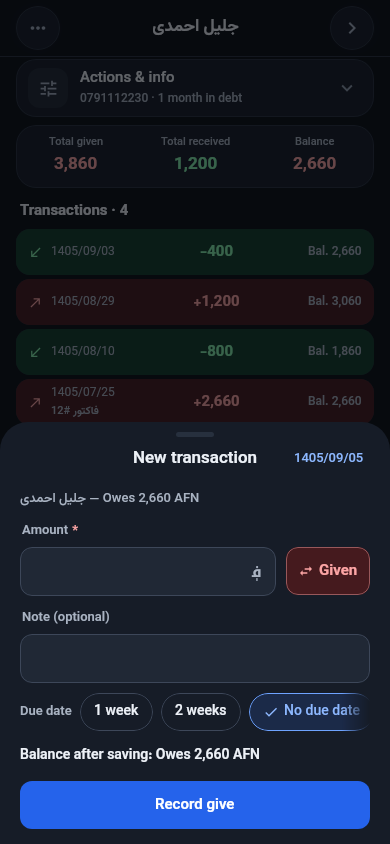 جلیل احمدی
Actions & info
0791112230 · 1 month in debt
Total given Total received Balance
3,860 1,200 2,660
Transactions · 4
1405/09/03 −400 Bal. 2,660
1405/08/29 +1,200 Bal. 3,060
1405/08/10 −800 Bal. 1,860
1405/07/25 +2,660 Bal. 2,660
فاکتور #12
New transaction 1405/09/05
جلیل احمدی — Owes 2,660 AFN
Amount *
؋ Given
Note (optional)
Due date 1 week 2 weeks No due date
Balance after saving: Owes 2,660 AFN
Record give